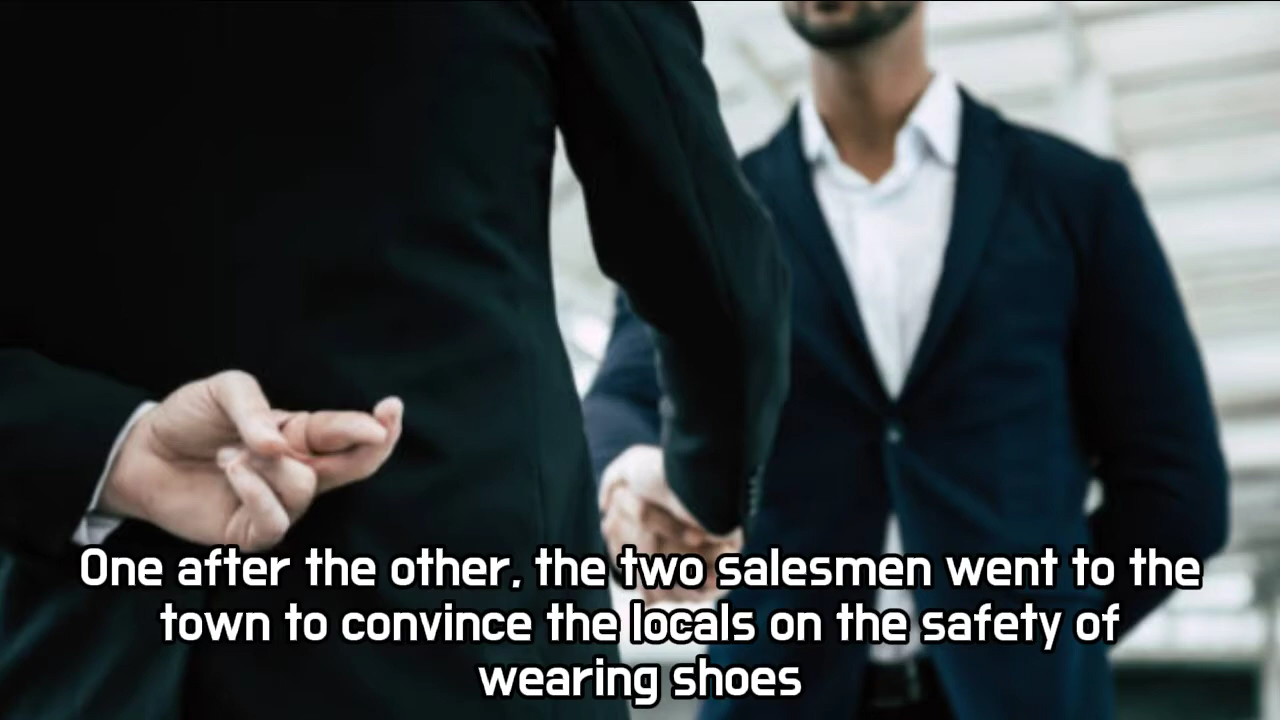 One after the other, the two salesmen went to the
town to convince the locals on the safety of
wearing shoes